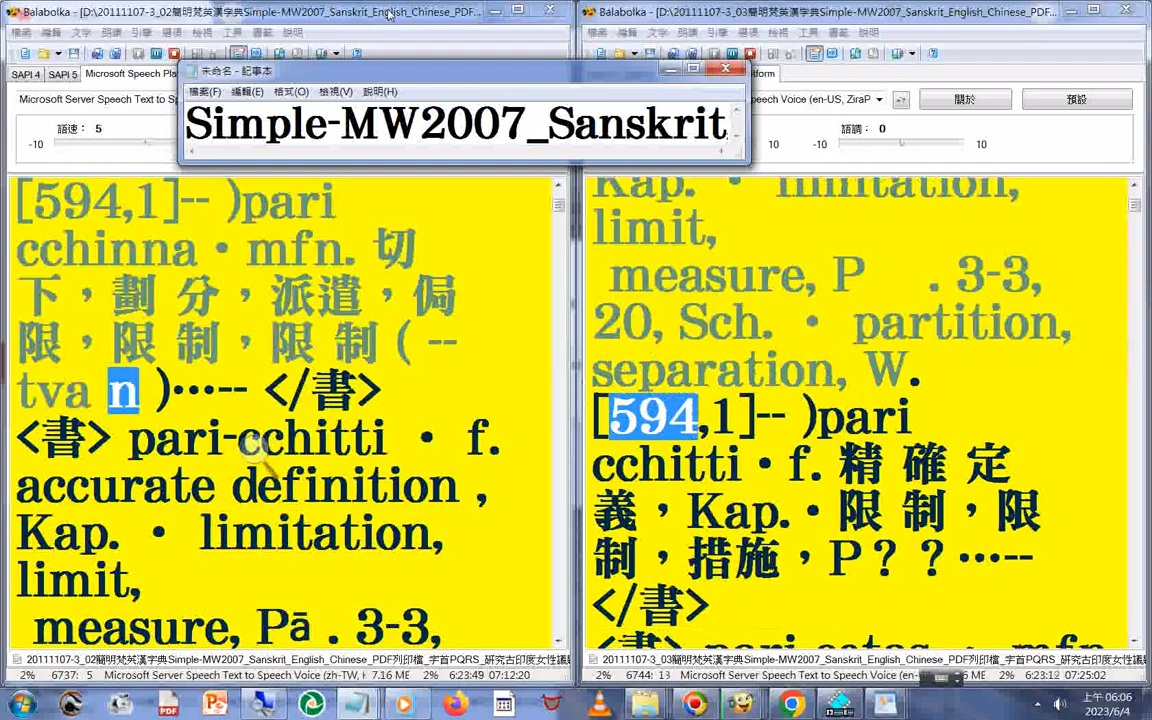 Balabolka - [D:\20111107-3_02簡明梵英漢字典Simple-MW2007_Sanskrit_English_Chinese_PDF...
檔案 編輯 文字 朗讀 引擎 選項 檢視 工具 書籤 說明
SAPI 4 SAPI 5 Microsoft Speech Pla
Microsoft Server Speech Text to S
語速： 5
-10
未命名 - 記事本
檔案(F) 編輯(E) 格式(O) 檢視(V) 說明(H)
Simple-MW2007_Sanskrit
[594,1]-- )pari
cchinna • mfn. 切
下，劃 分，派遣，侷
限，限 制，限 制 ( --
tva n )…-- </書>
<書> pari-cchitti • f.
accurate definition ,
Kap. • limitation,
limit,
measure, Pā . 3-3,
20111107-3_02簡明梵英漢字典Simple-MW2007_Sanskrit_English_Chinese_PDF列印檔_字首PQRS_研究古印度女性議
2% 6737: 5 Microsoft Server Speech Text to Speech Voice (zh-TW, H 7.16 ME 2% 6:23:49 07:12:20
Balabolka - [D:\20111107-3_03簡明梵英漢字典Simple-MW2007_Sanskrit_English_Chinese_PDF...
檔案 編輯 文字 朗讀 引擎 選項 檢視 工具 書籤 說明
tform
eech Voice (en-US, ZiraP
關於
預設
語調： 0
10 -10 10
Kap. • limitation,
limit,
measure, P . 3-3,
20, Sch. • partition,
separation, W.
[594,1]-- )pari
cchitti • f. 精 確 定
義，Kap. • 限 制，限
制，措施，P？？…--
</書>
<書> pari-cetas • mfn
20111107-3_03簡明梵英漢字典Simple-MW2007_Sanskrit_English_Chinese_PDF列印檔_字首PQRS_研究古印度女性議
2% 6744: 13 Microsoft Server Speech Text to Speech Voice 2% 6:23:12 07:25:02
上午 06:06
2023/6/4